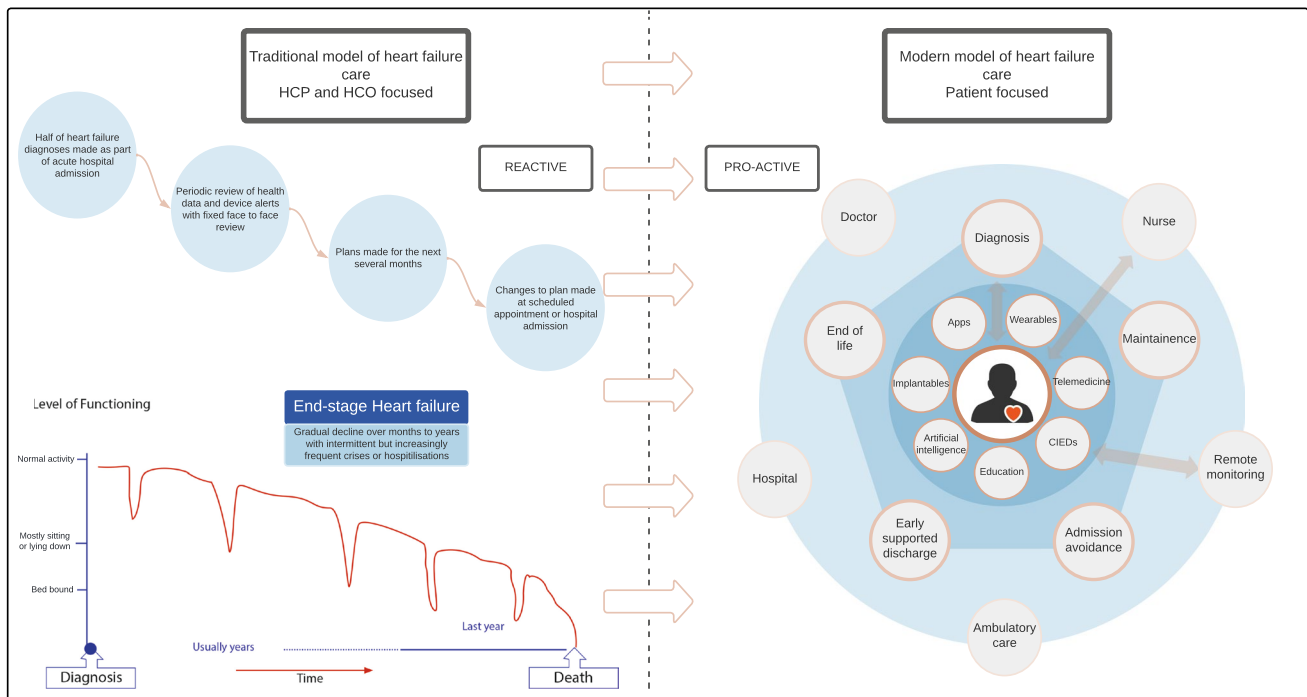 Traditional model of heart failure
care
HCP and HCO focused
Modern model of heart failure
care
Patient focused
Half of heart failure
diagnoses made as part
of acute hospital
admission
REACTIVE
PRO-ACTIVE
Periodic review of health
data and device alerts
with fixed face to face
review
Plans made for the next
several months
Changes to plan made
at scheduled
appointment or hospital
admission
Level of Functioning
End-stage Heart failure
Gradual decline over months to years
with intermittent but increasingly
frequent crises or hospitilisations
Normal activity
Mostly sitting
or lying down
Bed bound
Last year
Usually years
Time
Diagnosis
Death
Doctor
Nurse
Diagnosis
Apps
Wearables
End of
life
Maintainence
Implantables
Telemedicine
Artificial
intelligence
CIEDs
Education
Hospital
Remote
monitoring
Early
supported
discharge
Admission
avoidance
Ambulatory
care